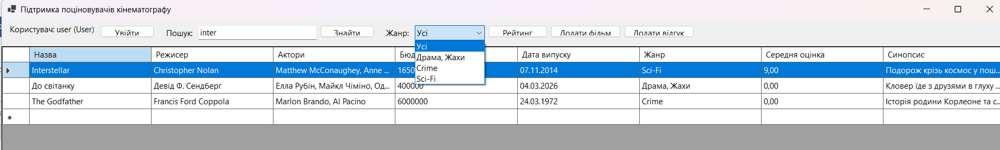 Підтримка поціновувачів кінематографу
Користувач: user (User) Увійти Пошук: inter Знайти Жанр: Усі Рейтинг Додати фільм Додати відгук
Усі
Драма, Жахи
Crime
Sci-Fi
Назва Режисер Актори Бюд Дата випуску Жанр Середня оцінка Синопсис
Interstellar Christopher Nolan Matthew McConaughey, Anne ... 1650 07.11.2014 Sci-Fi 9,00 Подорож крізь космос у пош...
До світанку Девід Ф. Сендберг Елла Рубін, Майкл Чіміно, Од... 400000 04.03.2026 Драма, Жахи 0,00 Кловер їде з друзями в глуху ...
The Godfather Francis Ford Coppola Marlon Brando, Al Pacino 6000000 24.03.1972 Crime 0,00 Історія родини Корлеоне та с...